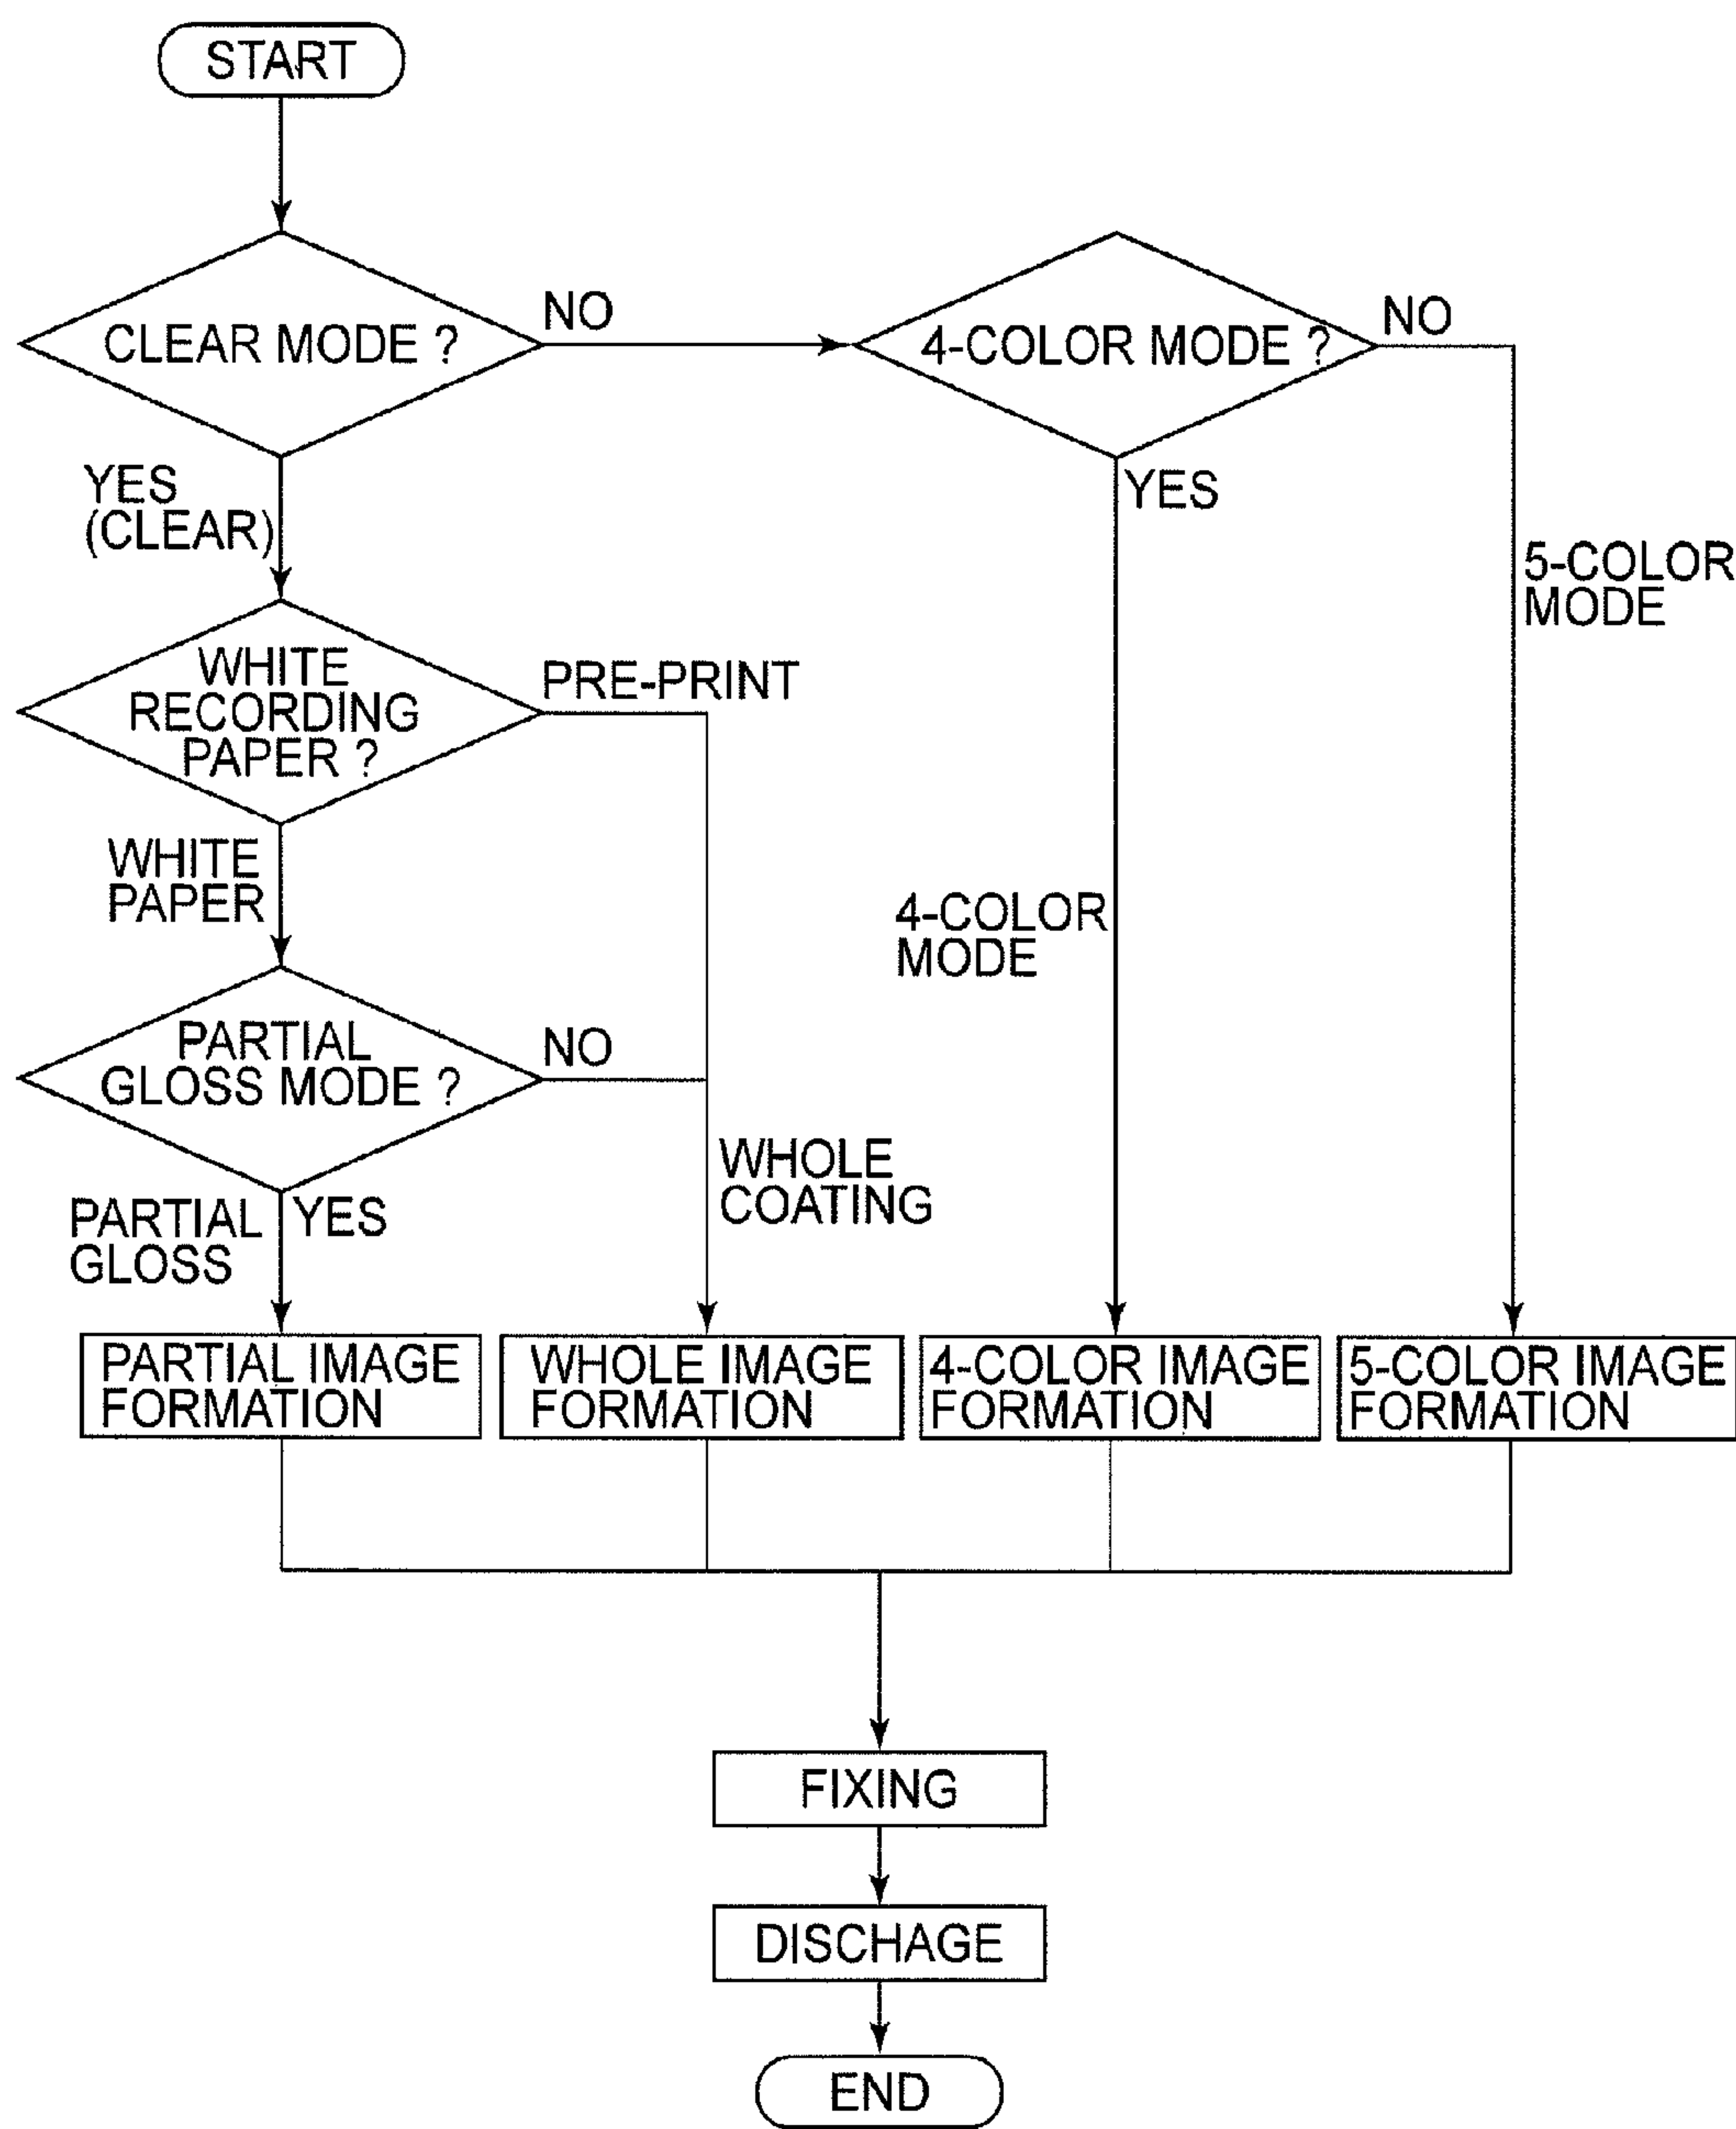 START
CLEAR MODE ?
NO
4-COLOR MODE ?
NO
YES
(CLEAR)
YES
5-COLOR
MODE
WHITE
RECORDING
PAPER ?
PRE-PRINT
WHITE
PAPER
4-COLOR
MODE
PARTIAL
GLOSS MODE ?
NO
WHOLE
COATING
PARTIAL
GLOSS
YES
PARTIAL IMAGE
FORMATION
WHOLE IMAGE
FORMATION
4-COLOR IMAGE
FORMATION
5-COLOR IMAGE
FORMATION
FIXING
DISCHAGE
END